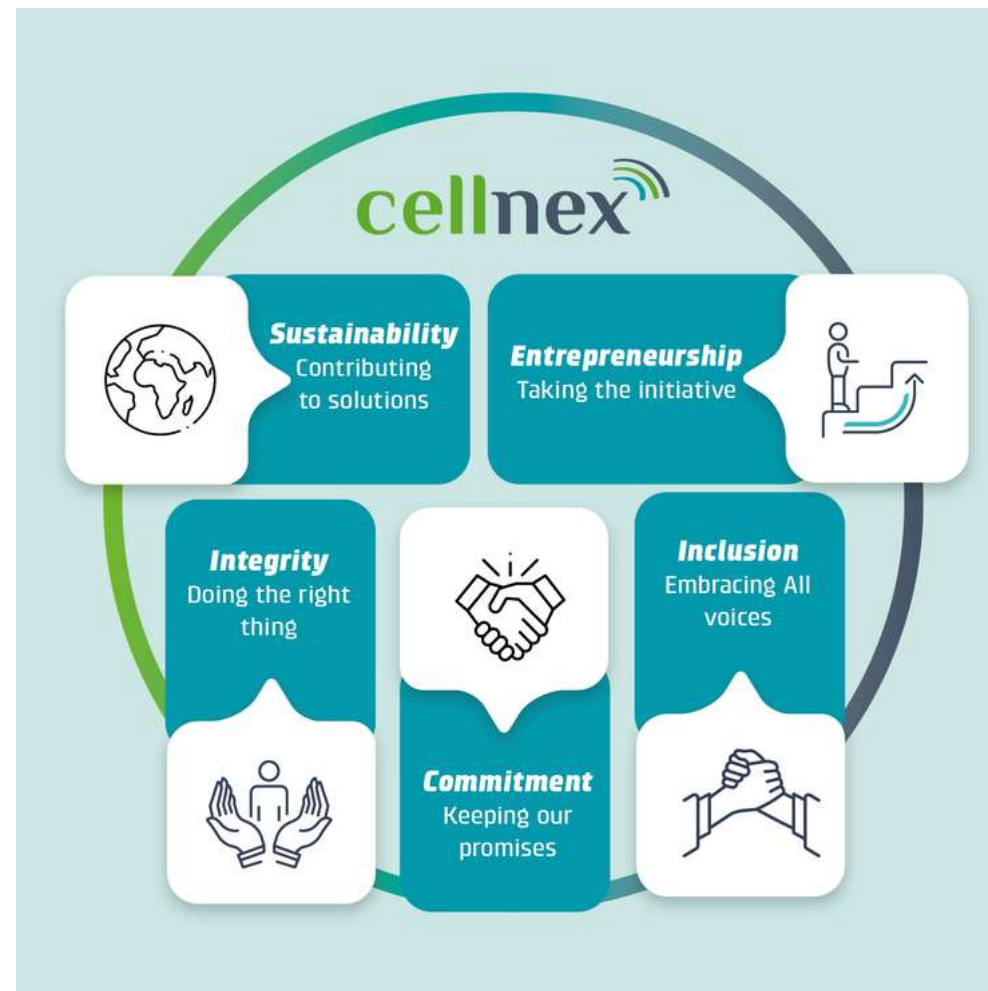 cellnex
Sustainability
Contributing
to solutions
Entrepreneurship
Taking the initiative
Integrity
Doing the right
thing
Commitment
Keeping our
promises
Inclusion
Embracing All
voices